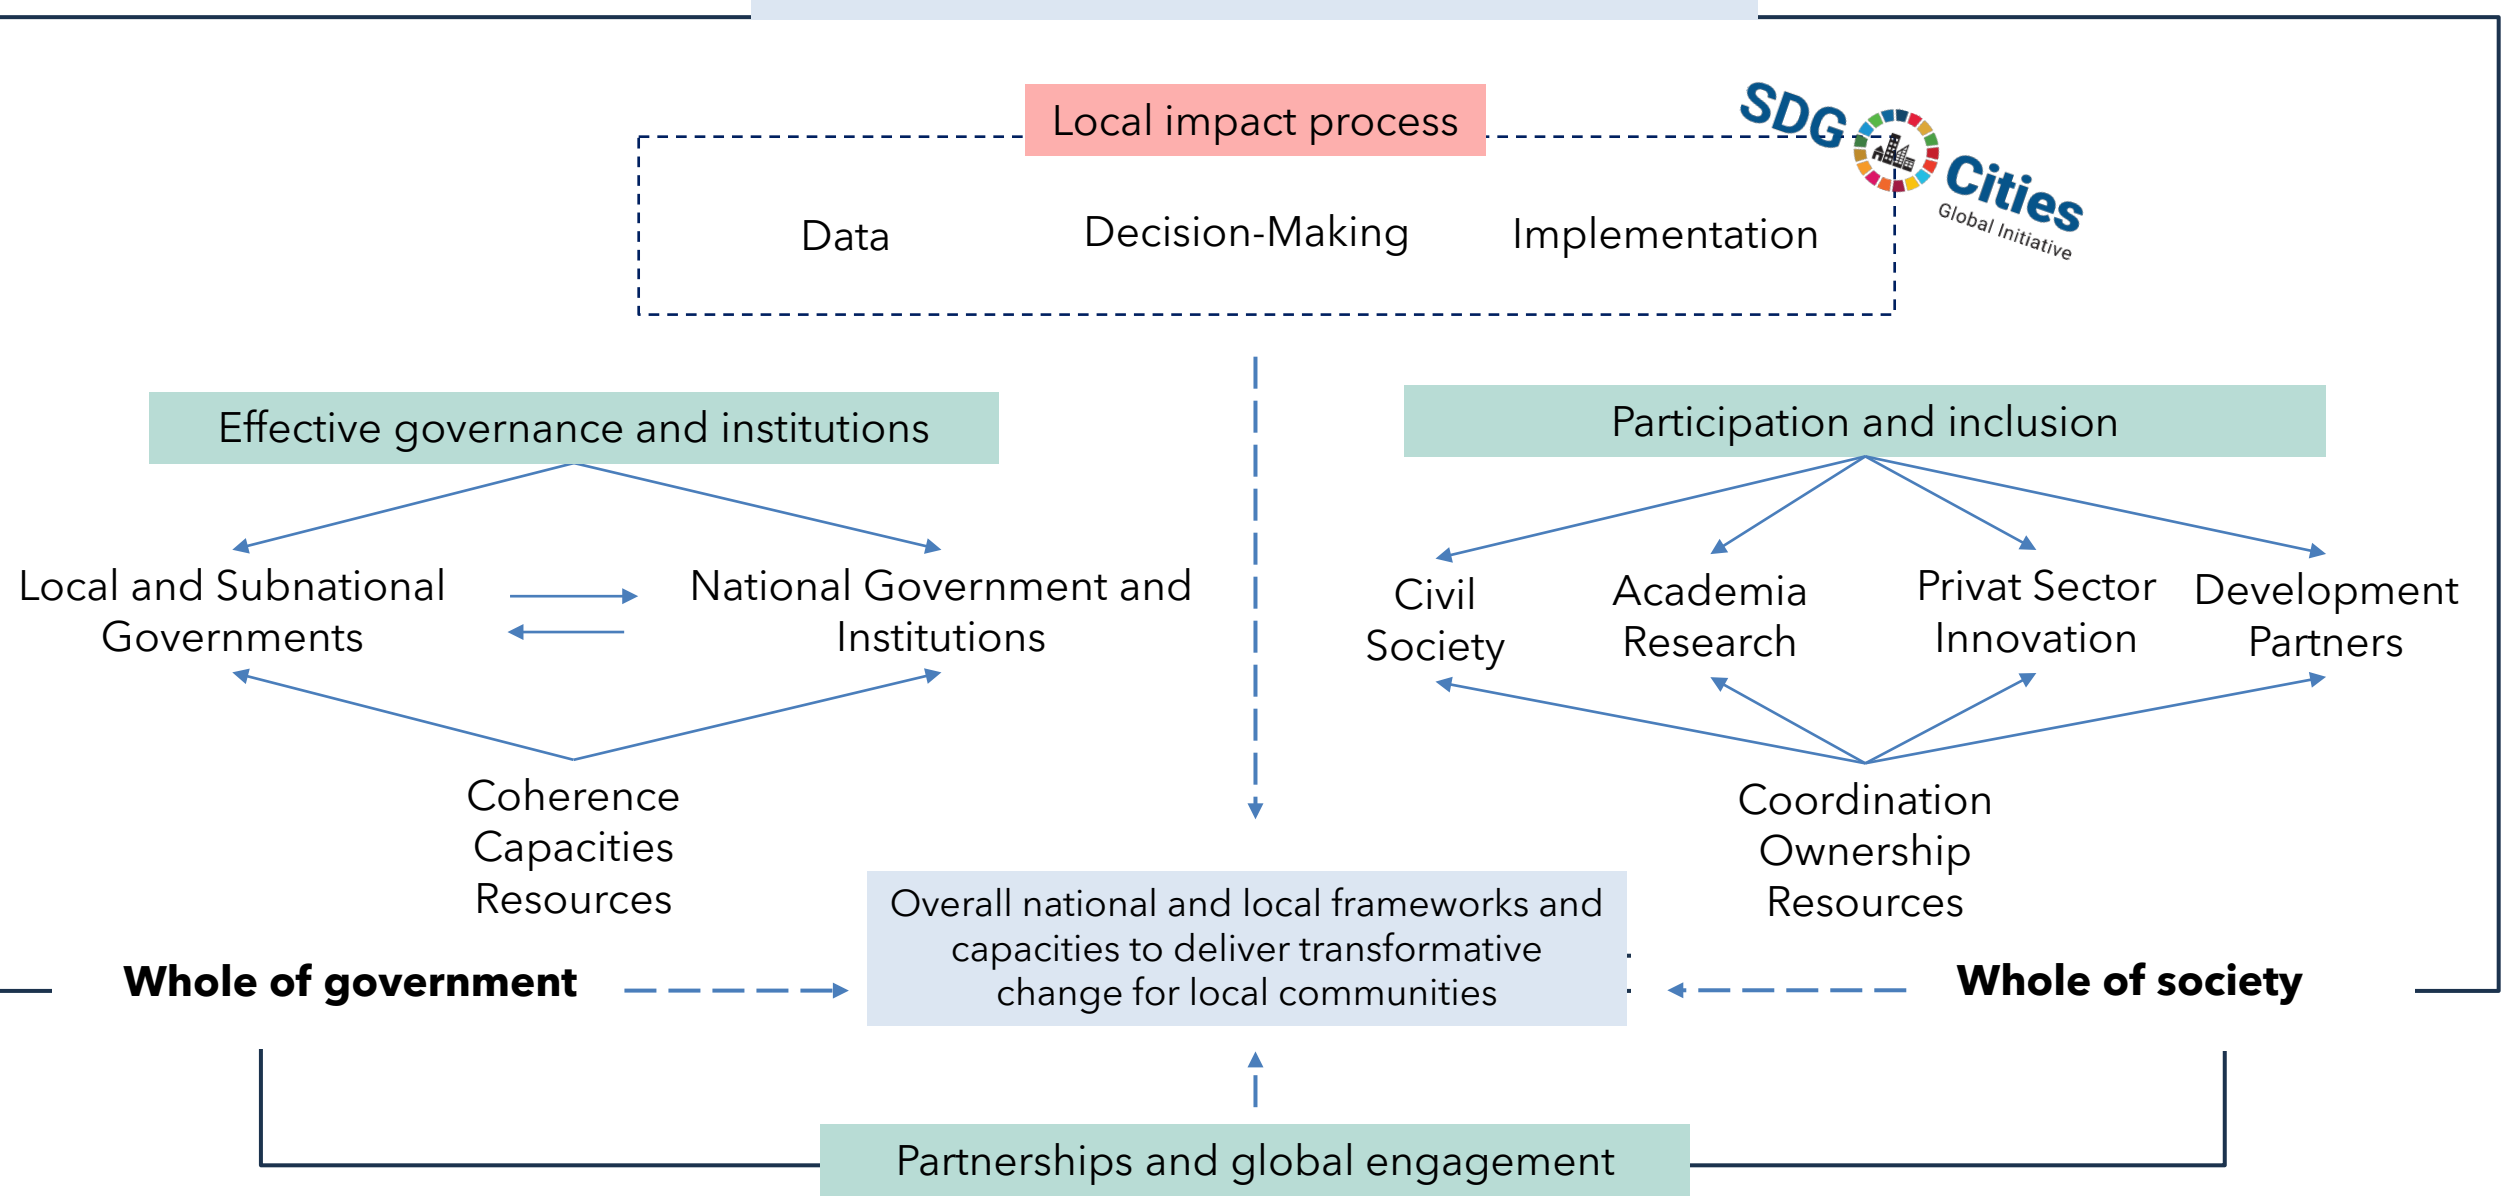 Local impact process
SDG
Cities
Global Initiative
Data
Decision-Making
Implementation
Effective governance and institutions
Participation and inclusion
Local and Subnational
Governments
National Government and
Institutions
Civil
Society
Academia
Research
Privat Sector
Innovation
Development
Partners
Coherence
Capacities
Resources
Coordination
Ownership
Resources
Overall national and local frameworks and
capacities to deliver transformative
change for local communities
Whole of government
Whole of society
Partnerships and global engagement